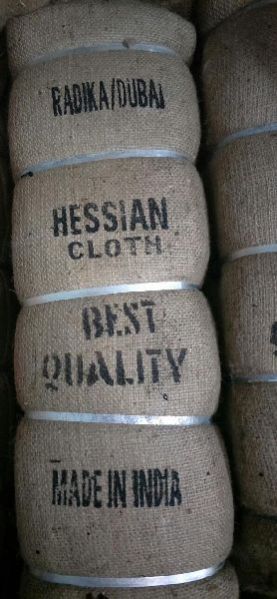 RADIKA/DUBAI
HESSIAN
CLOTH
BEST
QUALITY
MADE IN INDIA